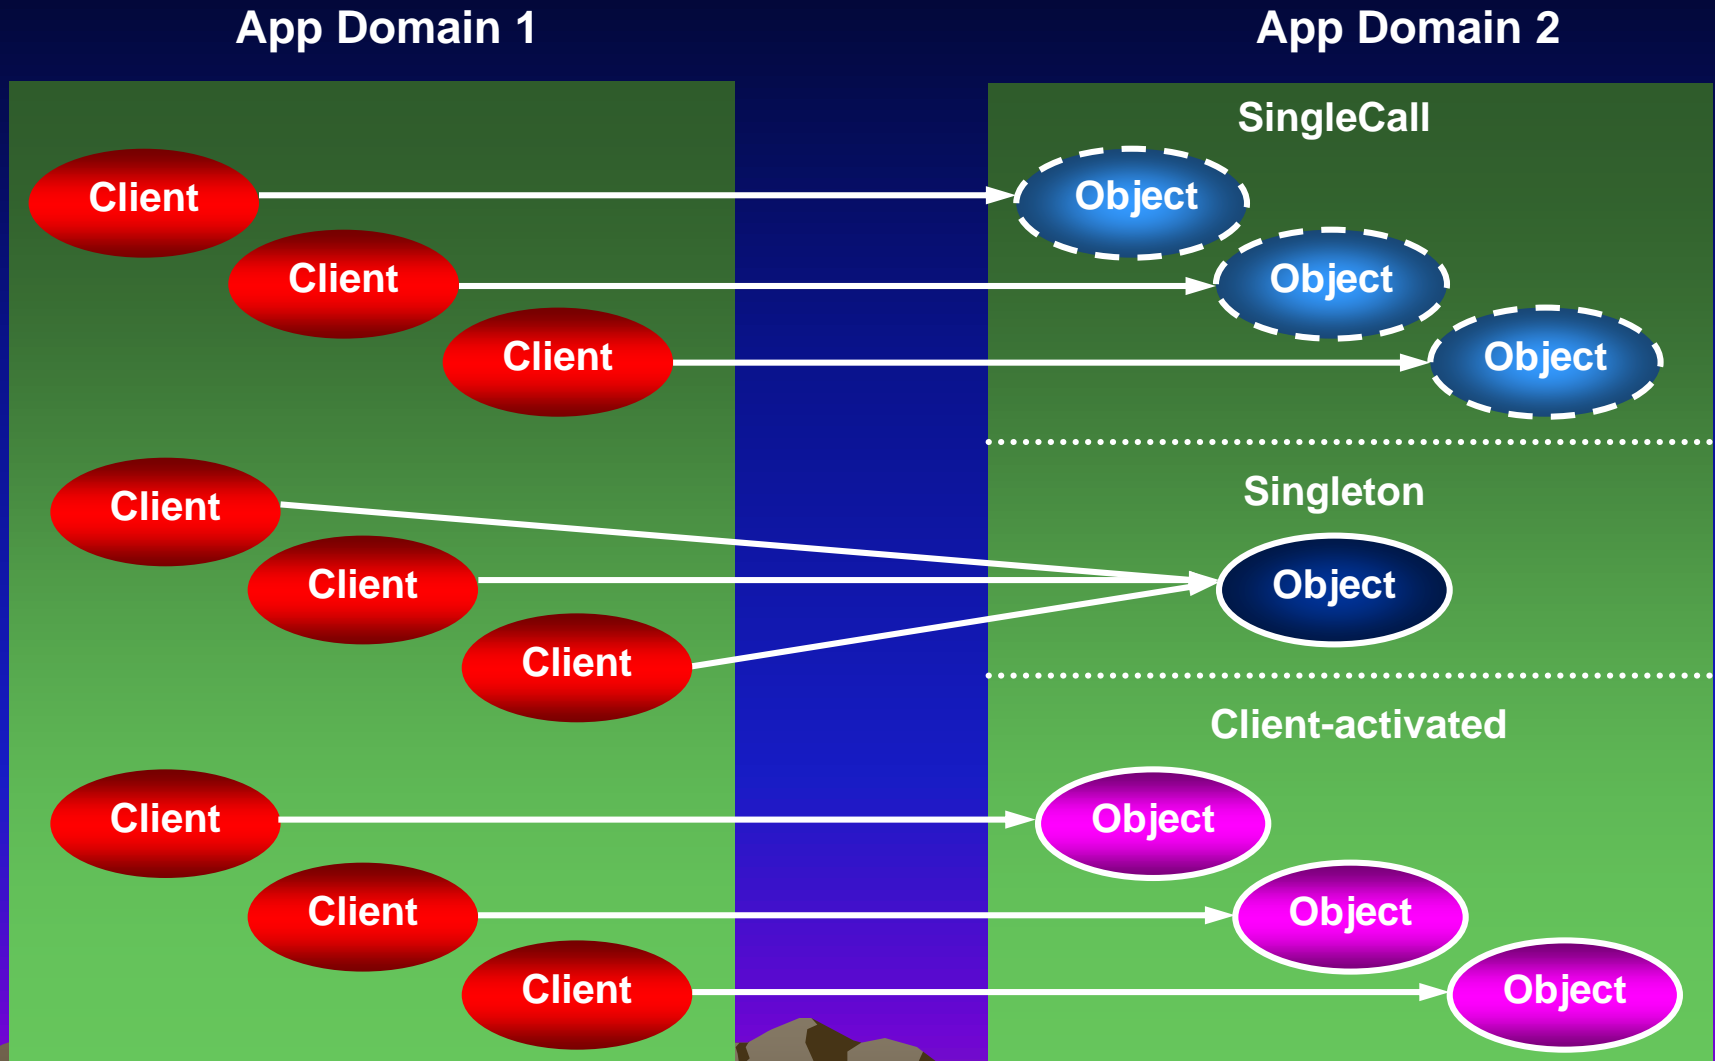 App Domain 1
App Domain 2
SingleCall
Client
Object
Client
Object
Client
Object
Singleton
Client
Client
Object
Client
Client-activated
Client
Object
Client
Object
Client
Object